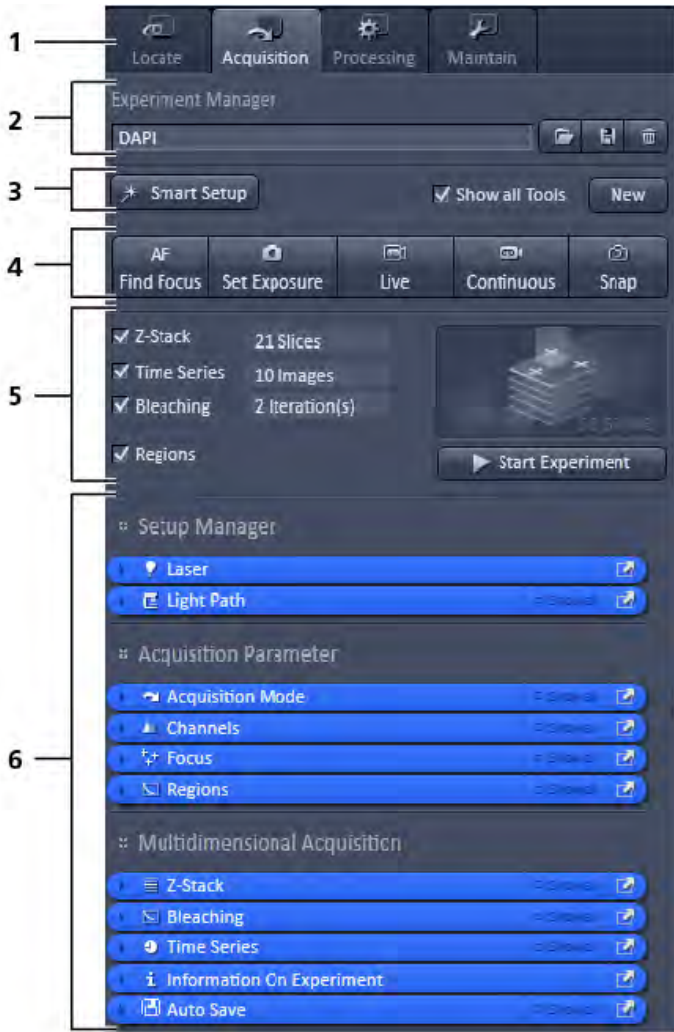 1
Locate Acquisition Processing Maintain
Experiment Manager
2
DAPI
3
Smart Setup Show all Tools New
4
AF
Find Focus Set Exposure Live Continuous Snap
5
Z-Stack 21 Slices
Time Series 10 Images
Bleaching 2 Iteration(s)
Regions
Start Experiment
6
Setup Manager
Laser
Light Path
Acquisition Parameter
Acquisition Mode
Channels
Focus
Regions
Multidimensional Acquisition
Z-Stack
Bleaching
Time Series
i Information On Experiment
Auto Save